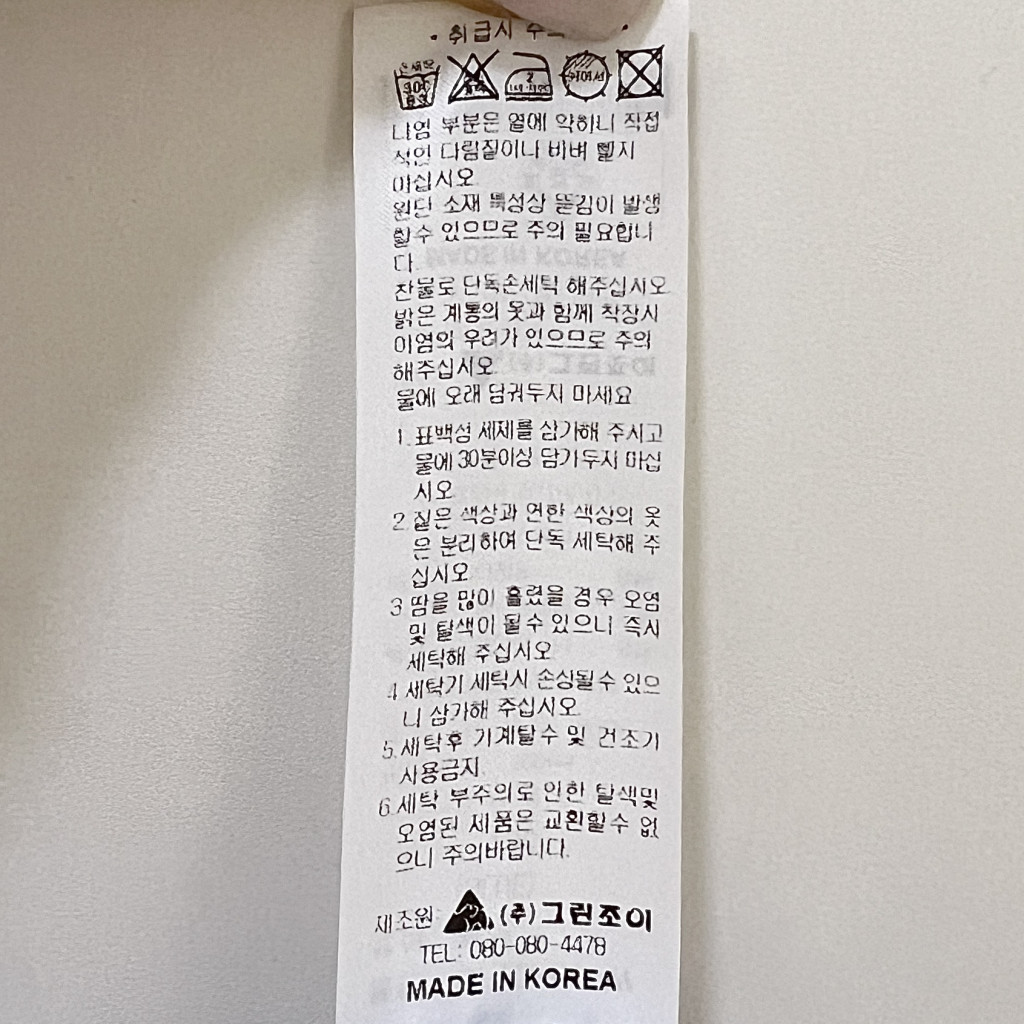 · 취급시 주 ·
나염 부분은 열에 약하니 직접
적인 다림질이나 비벼 빨지
마십시오.
원단 소재 특성상 뜯김이 발생
할수 있으므로 주의 필요합니
다.
찬물로 단독손세탁 해주십시오.
밝은 계통의 옷과 함께 착장시
이염의 우려가 있으므로 주의
해주십시오.
물에 오래 담궈두지 마세요
1. 표백성 세제를 삼가해 주시고
물에 30분이상 담가두지 마십
시오.
2 짙은 색상과 연한 색상의 옷
은 분리하여 단독 세탁해 주
십시오.
3 땀을 많이 흘렸을 경우 오염
및 탈색이 될수 있으니 즉시
세탁해 주십시오.
4 세탁기 세탁시 손상될수 있으
니 삼가해 주십시오.
5.세탁후 기계탈수 및 건조기
사용금지.
6.세탁 부주의로 인한 탈색및
오염된 제품은 교환할수 없
으니 주의바랍니다.
제조원 (주)그린조이
TEL: 080-080-4478
MADE IN KOREA